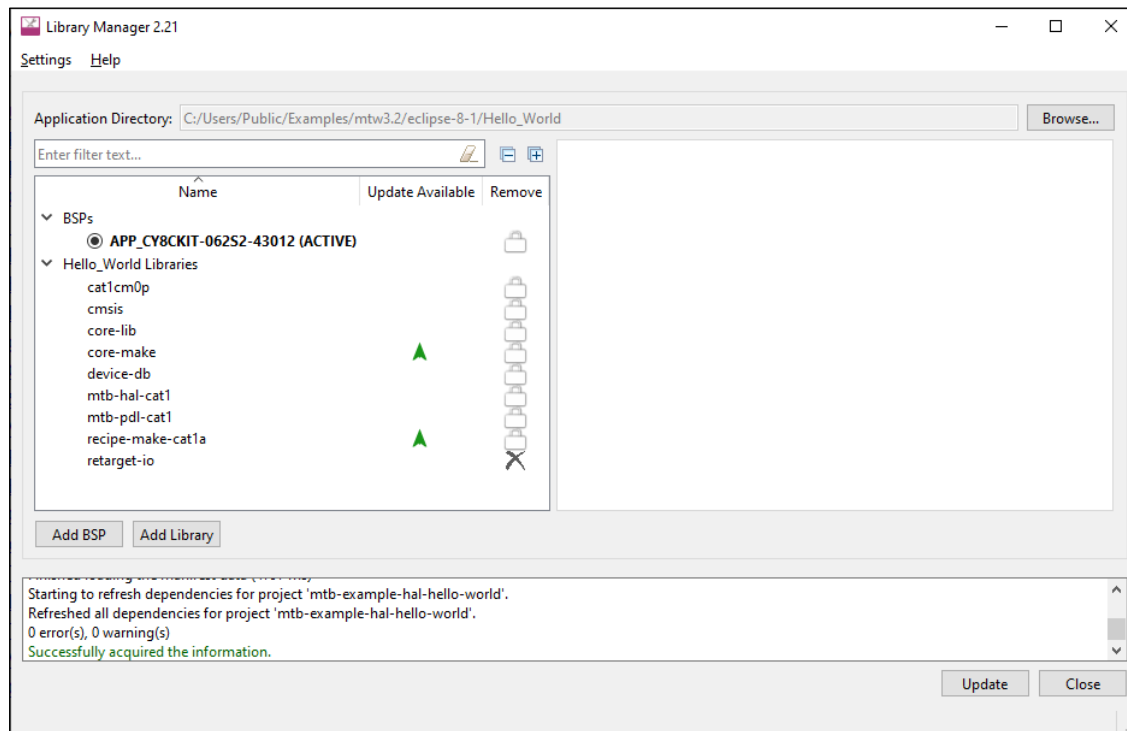 Library Manager 2.21
Settings Help
Application Directory: C:/Users/Public/Examples/mtw3.2/eclipse-8-1/Hello_World Browse...
Enter filter text...
Name Update Available Remove
BSPs
APP_CY8CKIT-062S2-43012 (ACTIVE)
Hello_World Libraries
cat1cm0p
cmsis
core-lib
core-make
device-db
mtb-hal-cat1
mtb-pdl-cat1
recipe-make-cat1a
retarget-io
Add BSP Add Library
Starting to refresh dependencies for project 'mtb-example-hal-hello-world'.
Refreshed all dependencies for project 'mtb-example-hal-hello-world'.
0 error(s), 0 warning(s)
Successfully acquired the information.
Update Close